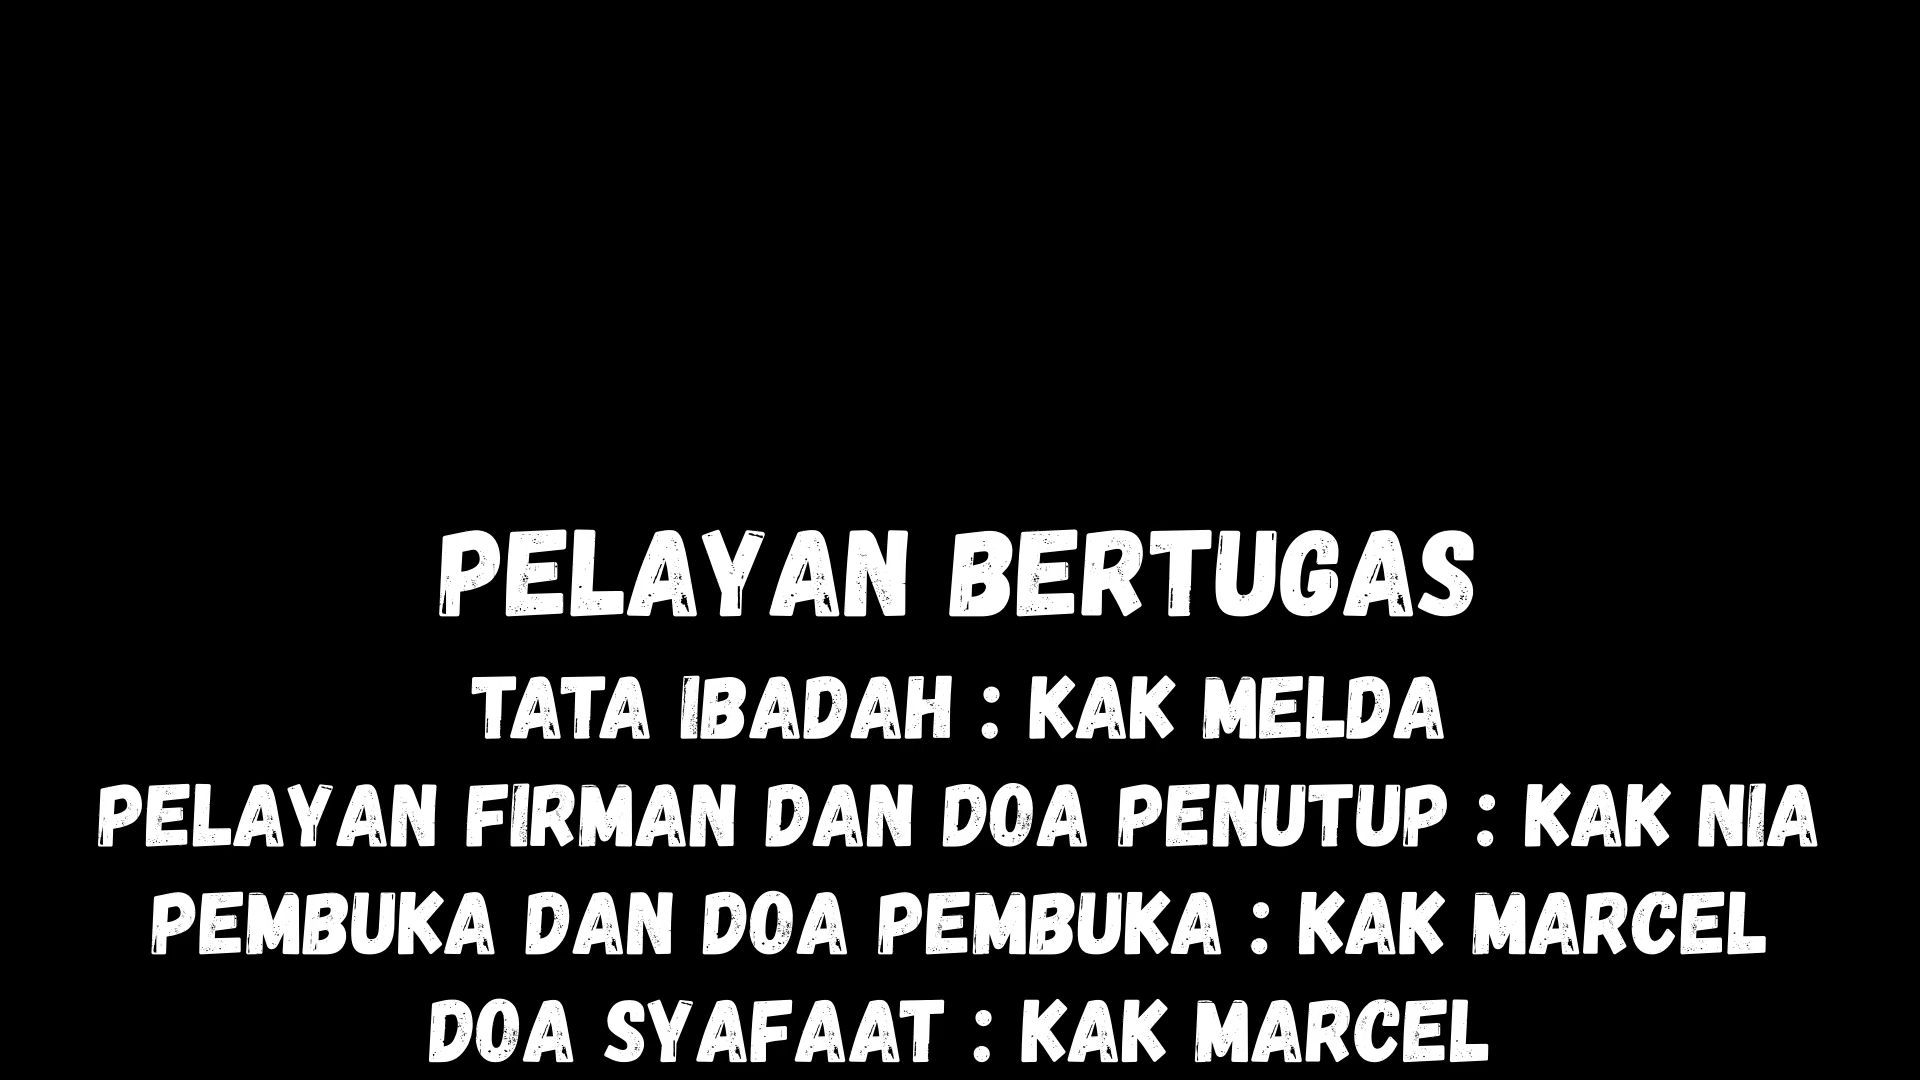 PELAYAN BERTUGAS
TATA IBADAH : KAK MELDA
PELAYAN FIRMAN DAN DOA PENUTUP : KAK NIA
PEMBUKA DAN DOA PEMBUKA : KAK MARCEL
DOA SYAFAAT : KAK MARCEL